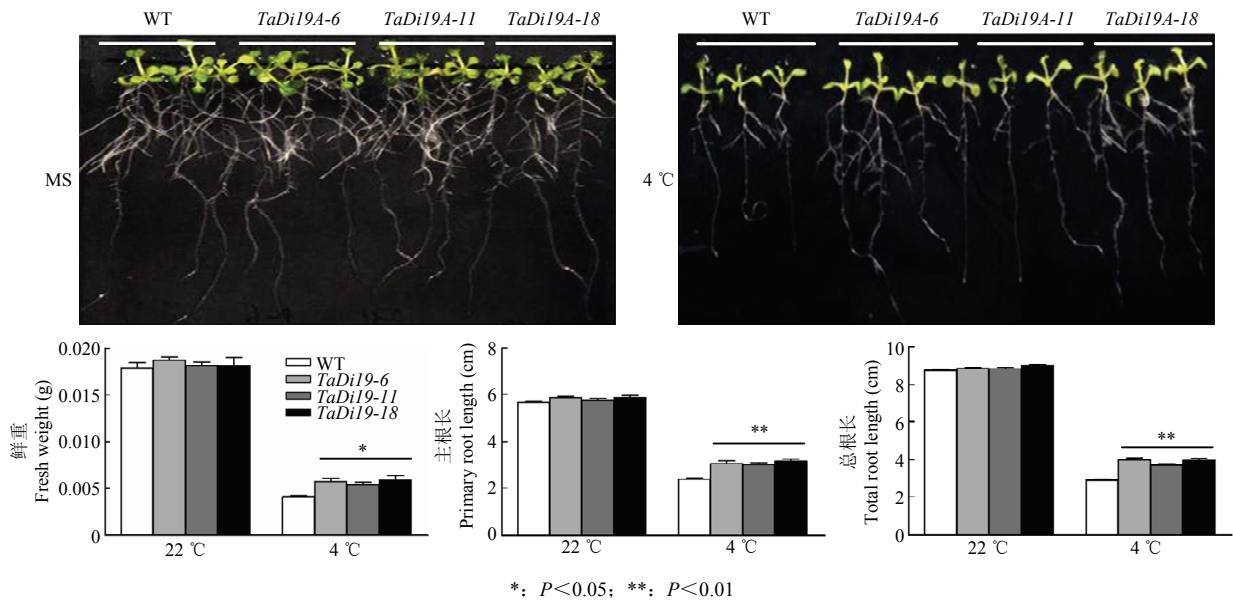 WT TaDi19A-6 TaDi19A-11 TaDi19A-18
WT TaDi19A-6 TaDi19A-11 TaDi19A-18
MS
4 ℃
鲜重
Fresh weight (g)
0.020
0.015
0.010
0.005
0
WT
TaDi19-6
TaDi19-11
TaDi19-18
*
22 ℃ 4 ℃
主根长
Primary root length (cm)
8
6
4
2
0
**
22 ℃ 4 ℃
总根长
Total root length (cm)
10
8
6
4
2
0
**
22 ℃ 4 ℃
*：P＜0.05；**：P＜0.01